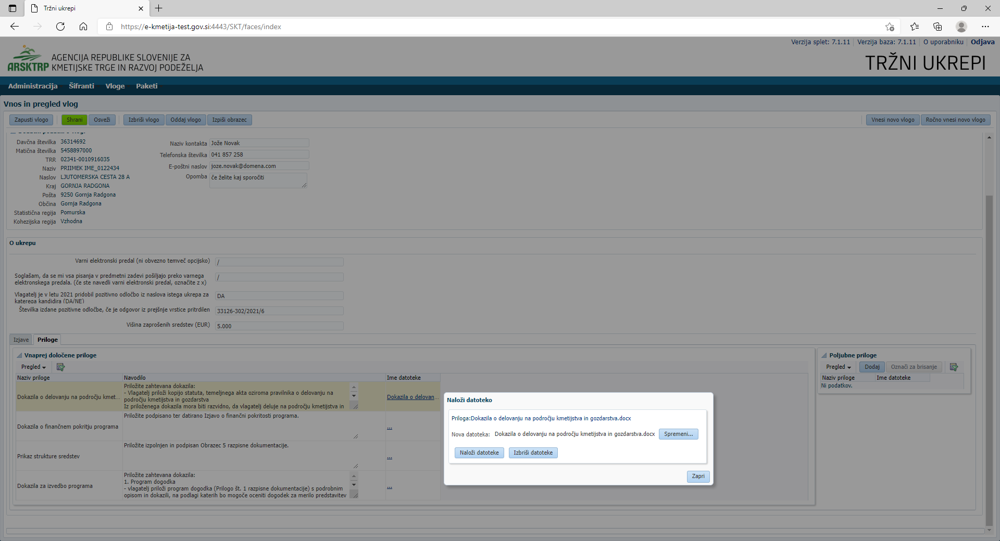 Tržni ukrepi
https://e-kmetija-test.gov.si:4443/SKT/faces/index
Verzija splet: 7.1.11 Verzija baza: 7.1.11 O uporabniku Odjava
ARSKTRP
AGENCIJA REPUBLIKE SLOVENIJE ZA
KMETIJSKE TRGE IN RAZVOJ PODEŽELJA
TRŽNI UKREPI
Administracija Šifranti Vloge Paketi
Vnos in pregled vlog
Zapusti vlogo Shrani Osveži Izbriši vlogo Oddaj vlogo Izpiši obrazec Vnesi novo vlogo Ročno vnesi novo vlogo
Davčna številka 36314692
Matična številka 5458897000
TRR 02341-0010916035
Naziv PRIIMEK IME_0122434
Naslov LJUTOMERSKA CESTA 28 A
Kraj GORNJA RADGONA
Pošta 9250 Gornja Radgona
Občina Gornja Radgona
Statistična regija Pomurska
Kohezijska regija Vzhodna
Naziv kontakta Jože Novak
Telefonska številka 041 857 258
E-poštni naslov joze.novak@domena.com
Opomba če želite kaj sporočiti
O ukrepu
Varni elektronski predal (ni obvezno temveč opcijsko) /
Soglašam, da se mi vsa pisanja v predmetni zadevi pošiljajo preko varnega
elektronskega predala. (če ste navedli varni elektronski predal, označite z x) /
Vlagatelj je v letu 2021 pridobil pozitivno odločbo iz naslova istega ukrepa za
katerega kandidira (DA/NE) DA
Številka izdane pozitivne odločbe, če je odgovor iz prejšnje vrstice pritrdilen 33126-302/2021/6
Višina zaprošenih sredstev (EUR) 5.000
Izjave Priloge
Vnaprej določene priloge
Pregled
Naziv priloge Navodilo Ime datoteke
Dokazila o delovanju na področju kmet...
Priložite zahtevana dokazila:
- Vlagatelj priloži kopijo statuta, temeljnega akta oziroma pravilnika o delovanju na
področju kmetijstva in gozdarstva
Iz priloženega dokazila mora biti razvidno, da vlagatelj deluje na področju kmetijstva in
Dokazila o delovan...
Dokazila o finančnem pokritju programa
Priložite podpisano ter datirano Izjavo o finančni pokritosti programa.
...
Prikaz strukture sredstev
Priložite izpolnjen in podpisan Obrazec 5 razpisne dokumentacije.
...
Dokazila za izvedbo programa
Priložite zahtevana dokazila:
1. Program dogodka
- vlagatelj priloži program dogodka (Prilogo št. 1 razpisne dokumentacije) s podrobnim
opisom in dokazili, na podlagi katerih bo mogoče oceniti dogodek za merilo predstavitev
...
Poljubne priloge
Pregled Dodaj Označi za brisanje
Naziv priloge Ime datoteke
Ni podatkov.
Naloži datoteko
Priloga:Dokazila o delovanju na področju kmetijstva in gozdarstva.docx
Nova datoteka: Dokazila o delovanju na področju kmetijstva in gozdarstva.docx Spremeni...
Naloži datoteke Izbriši datoteke
Zapri